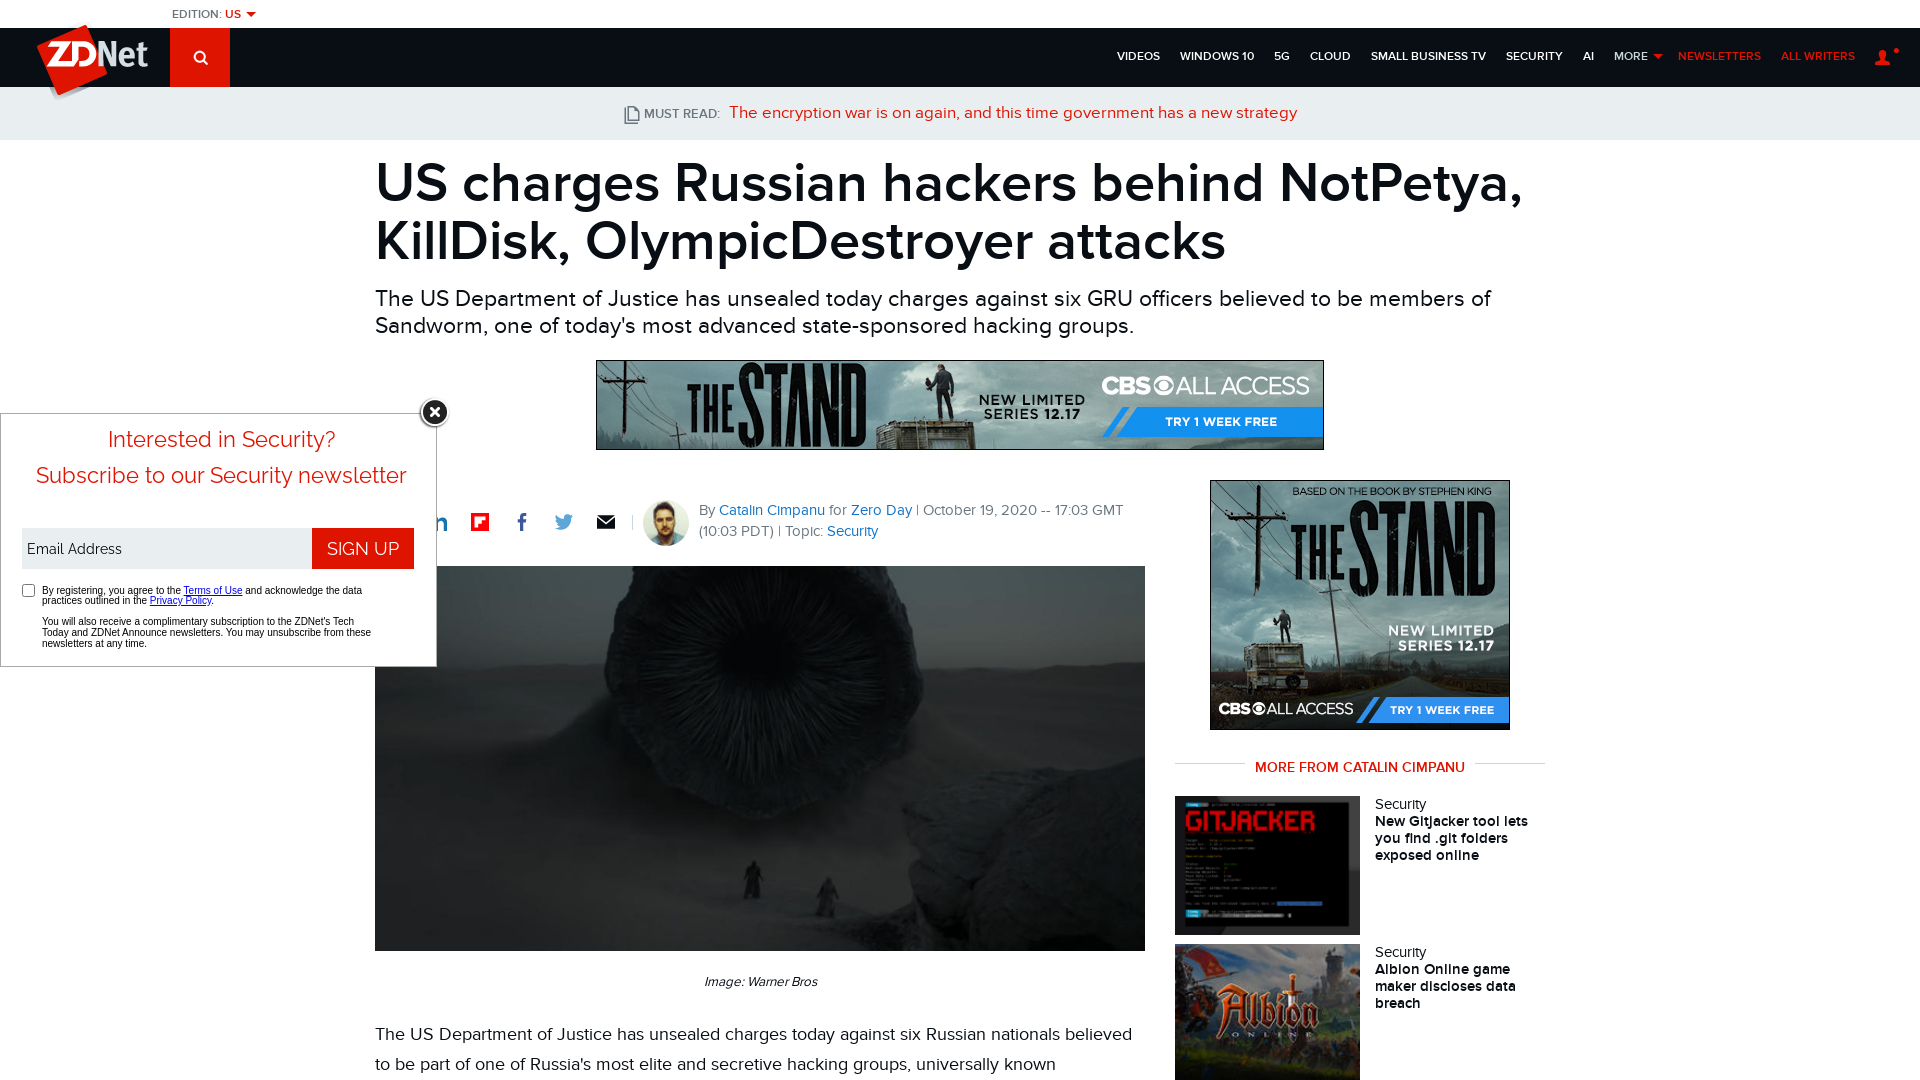 EDITION: US
ZDNet
VIDEOS WINDOWS 10 5G CLOUD SMALL BUSINESS TV SECURITY AI MORE NEWSLETTERS ALL WRITERS
MUST READ: The encryption war is on again, and this time government has a new strategy
US charges Russian hackers behind NotPetya,
KillDisk, OlympicDestroyer attacks
The US Department of Justice has unsealed today charges against six GRU officers believed to be members of
Sandworm, one of today's most advanced state-sponsored hacking groups.
THE STAND
NEW LIMITED
SERIES 12.17
CBS ALL ACCESS
TRY 1 WEEK FREE
Interested in Security?
Subscribe to our Security newsletter
Email Address SIGN UP
By registering, you agree to the Terms of Use and acknowledge the data
practices outlined in the Privacy Policy.
You will also receive a complimentary subscription to the ZDNet's Tech
Today and ZDNet Announce newsletters. You may unsubscribe from these
newsletters at any time.
By Catalin Cimpanu for Zero Day | October 19, 2020 -- 17:03 GMT
(10:03 PDT) | Topic: Security
Image: Warner Bros
The US Department of Justice has unsealed charges today against six Russian nationals believed
to be part of one of Russia's most elite and secretive hacking groups, universally known
BASED ON THE BOOK BY STEPHEN KING
THE STAND
NEW LIMITED
SERIES 12.17
CBS ALL ACCESS TRY 1 WEEK FREE
MORE FROM CATALIN CIMPANU
GITJACKER
Security
New Gitjacker tool lets
you find .git folders
exposed online
Albion
ONLINE
Security
Albion Online game
maker discloses data
breach